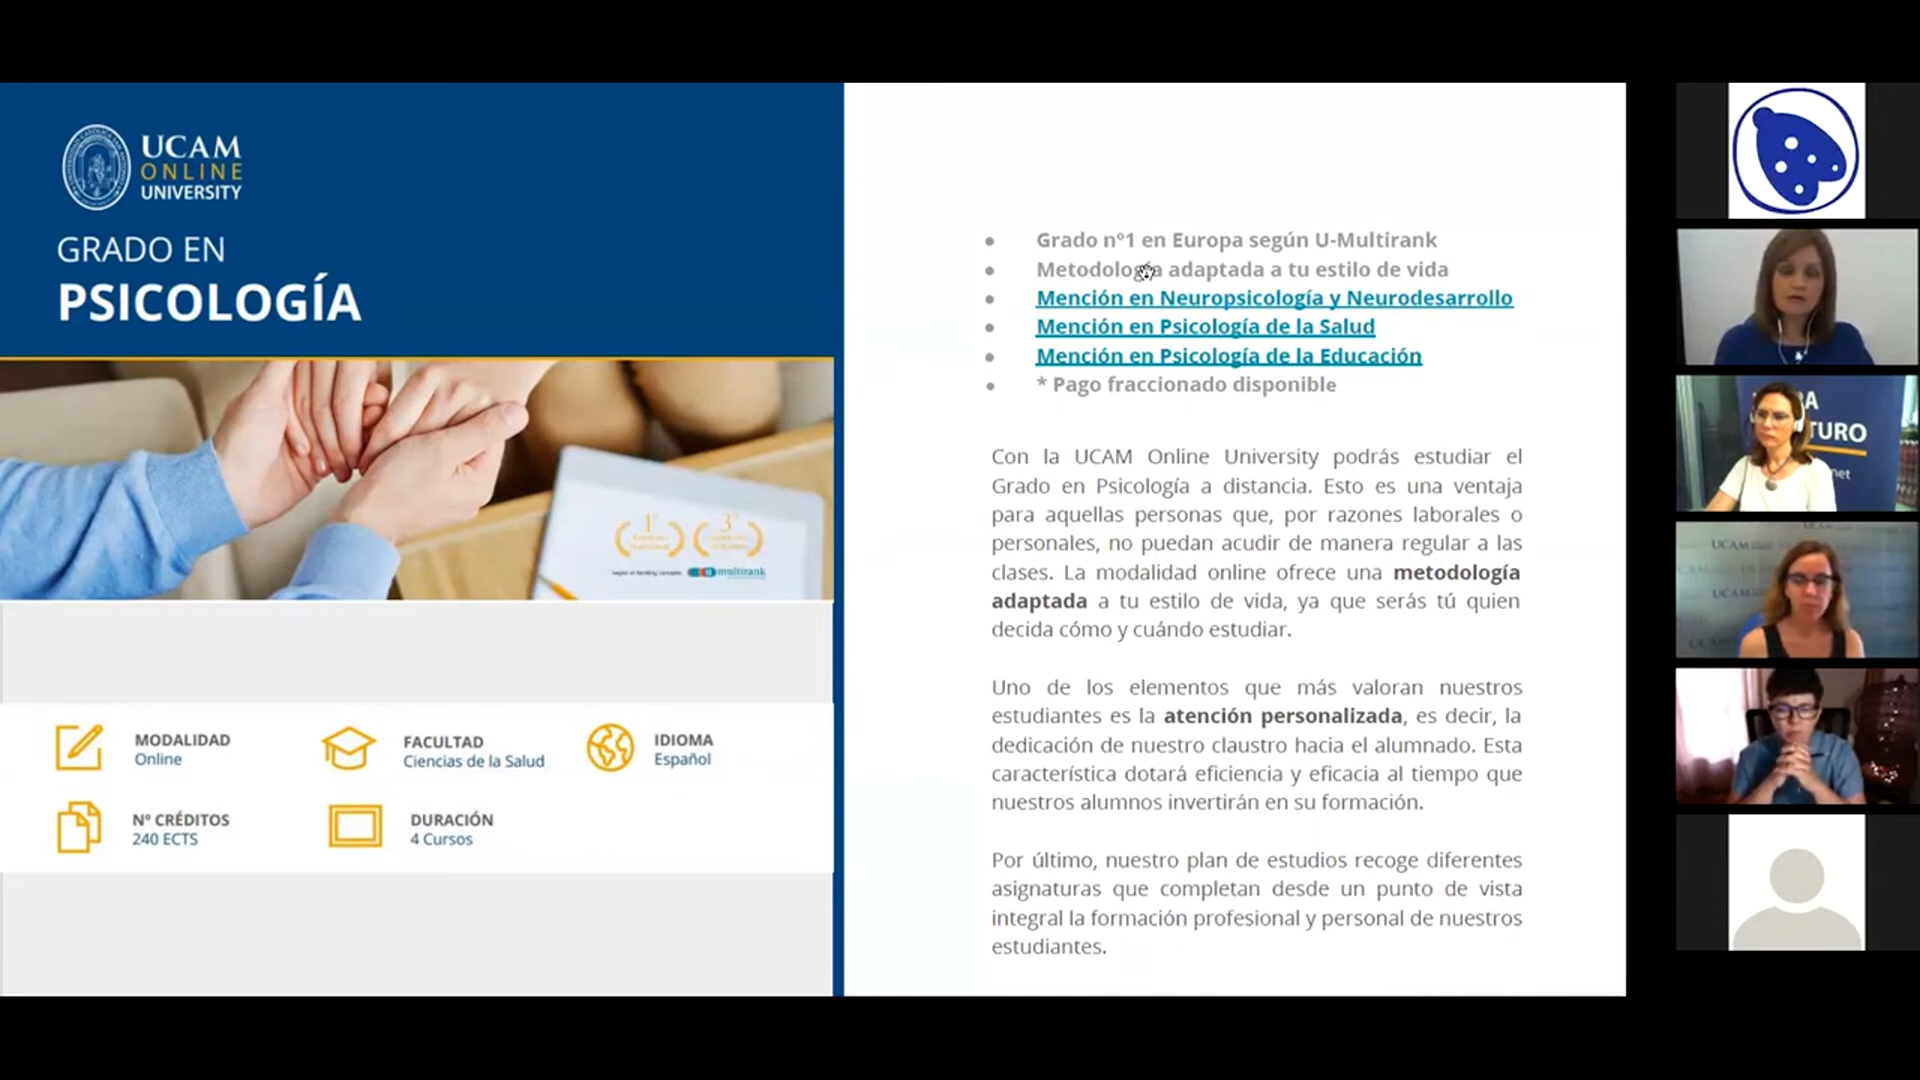 UCAM
ONLINE
UNIVERSITY
GRADO EN
PSICOLOGÍA
1º
3º
multirank
MODALIDAD
Online
FACULTAD
Ciencias de la Salud
IDIOMA
Español
Nº CRÉDITOS
240 ECTS
DURACIÓN
4 Cursos
Grado nº1 en Europa según U-Multirank
Metodología adaptada a tu estilo de vida
Mención en Neuropsicología y Neurodesarrollo
Mención en Psicología de la Salud
Mención en Psicología de la Educación
* Pago fraccionado disponible
Con la UCAM Online University podrás estudiar el
Grado en Psicología a distancia. Esto es una ventaja
para aquellas personas que, por razones laborales o
personales, no puedan acudir de manera regular a las
clases. La modalidad online ofrece una metodología
adaptada a tu estilo de vida, ya que serás tú quien
decida cómo y cuándo estudiar.
Uno de los elementos que más valoran nuestros
estudiantes es la atención personalizada, es decir, la
dedicación de nuestro claustro hacia el alumnado. Esta
característica dotará eficiencia y eficacia al tiempo que
nuestros alumnos invertirán en su formación.
Por último, nuestro plan de estudios recoge diferentes
asignaturas que completan desde un punto de vista
integral la formación profesional y personal de nuestros
estudiantes.
TURO
net
UCAM
UCAM